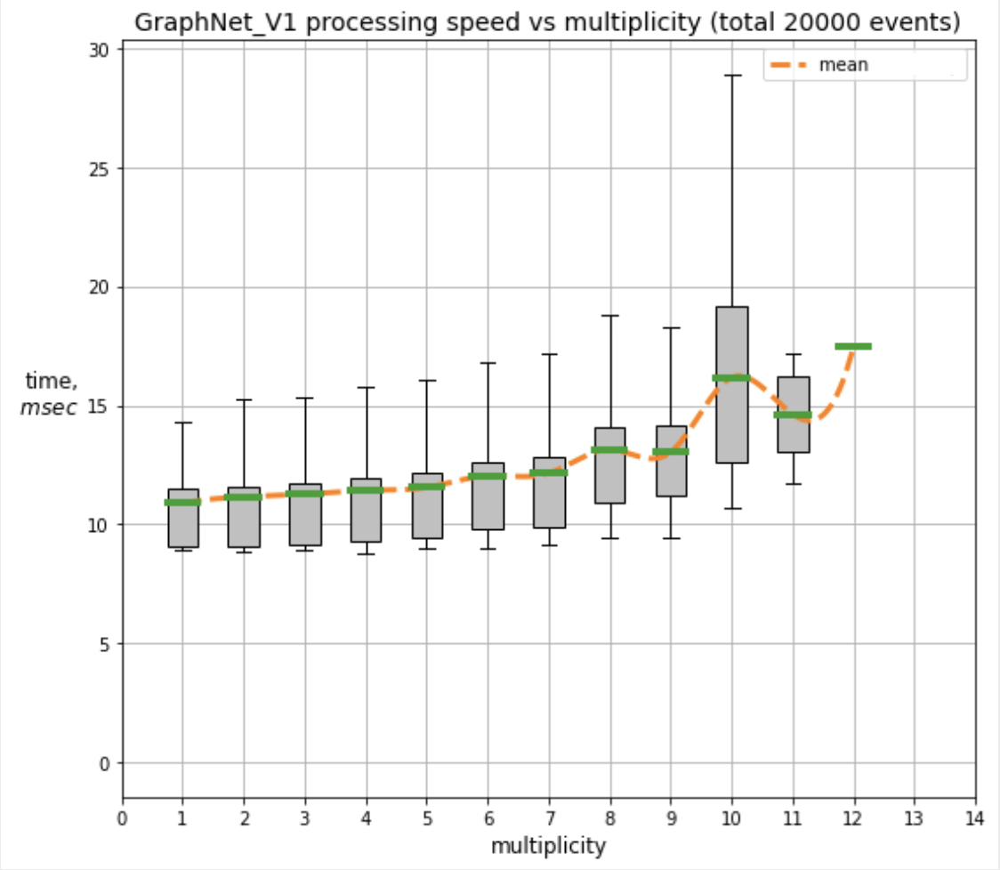 GraphNet_V1 processing speed vs multiplicity (total 20000 events)
mean
30
25
20
15
10
5
0
time,
msec
0 1 2 3 4 5 6 7 8 9 10 11 12 13 14
multiplicity